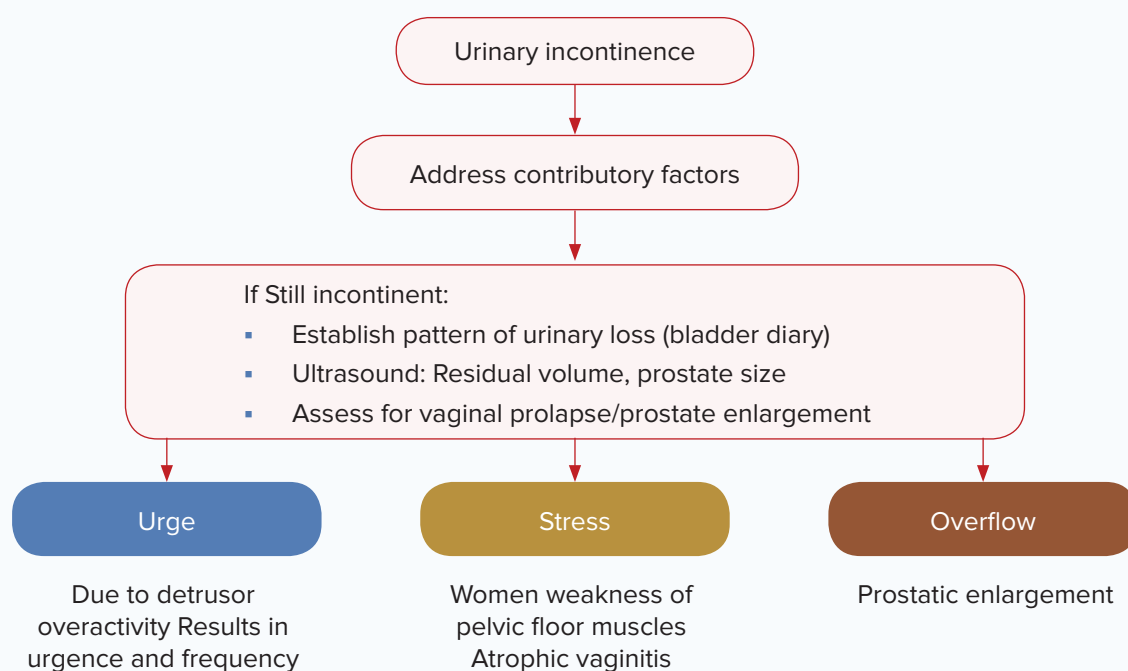 Urinary incontinence
Address contributory factors
If Still incontinent:
▪ Establish pattern of urinary loss (bladder diary)
▪ Ultrasound: Residual volume, prostate size
▪ Assess for vaginal prolapse/prostate enlargement
Urge
Due to detrusor
overactivity Results in
urgence and frequency
Stress
Women weakness of
pelvic floor muscles
Atrophic vaginitis
Overflow
Prostatic enlargement